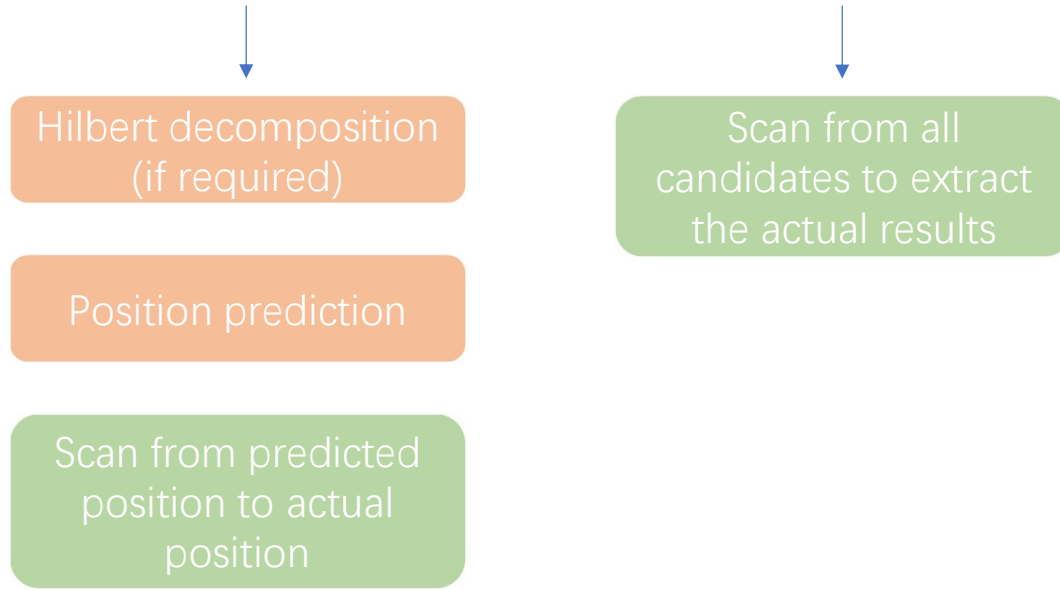 Hilbert decomposition
(if required)
Position prediction
Scan from predicted
position to actual
position
Scan from all
candidates to extract
the actual results